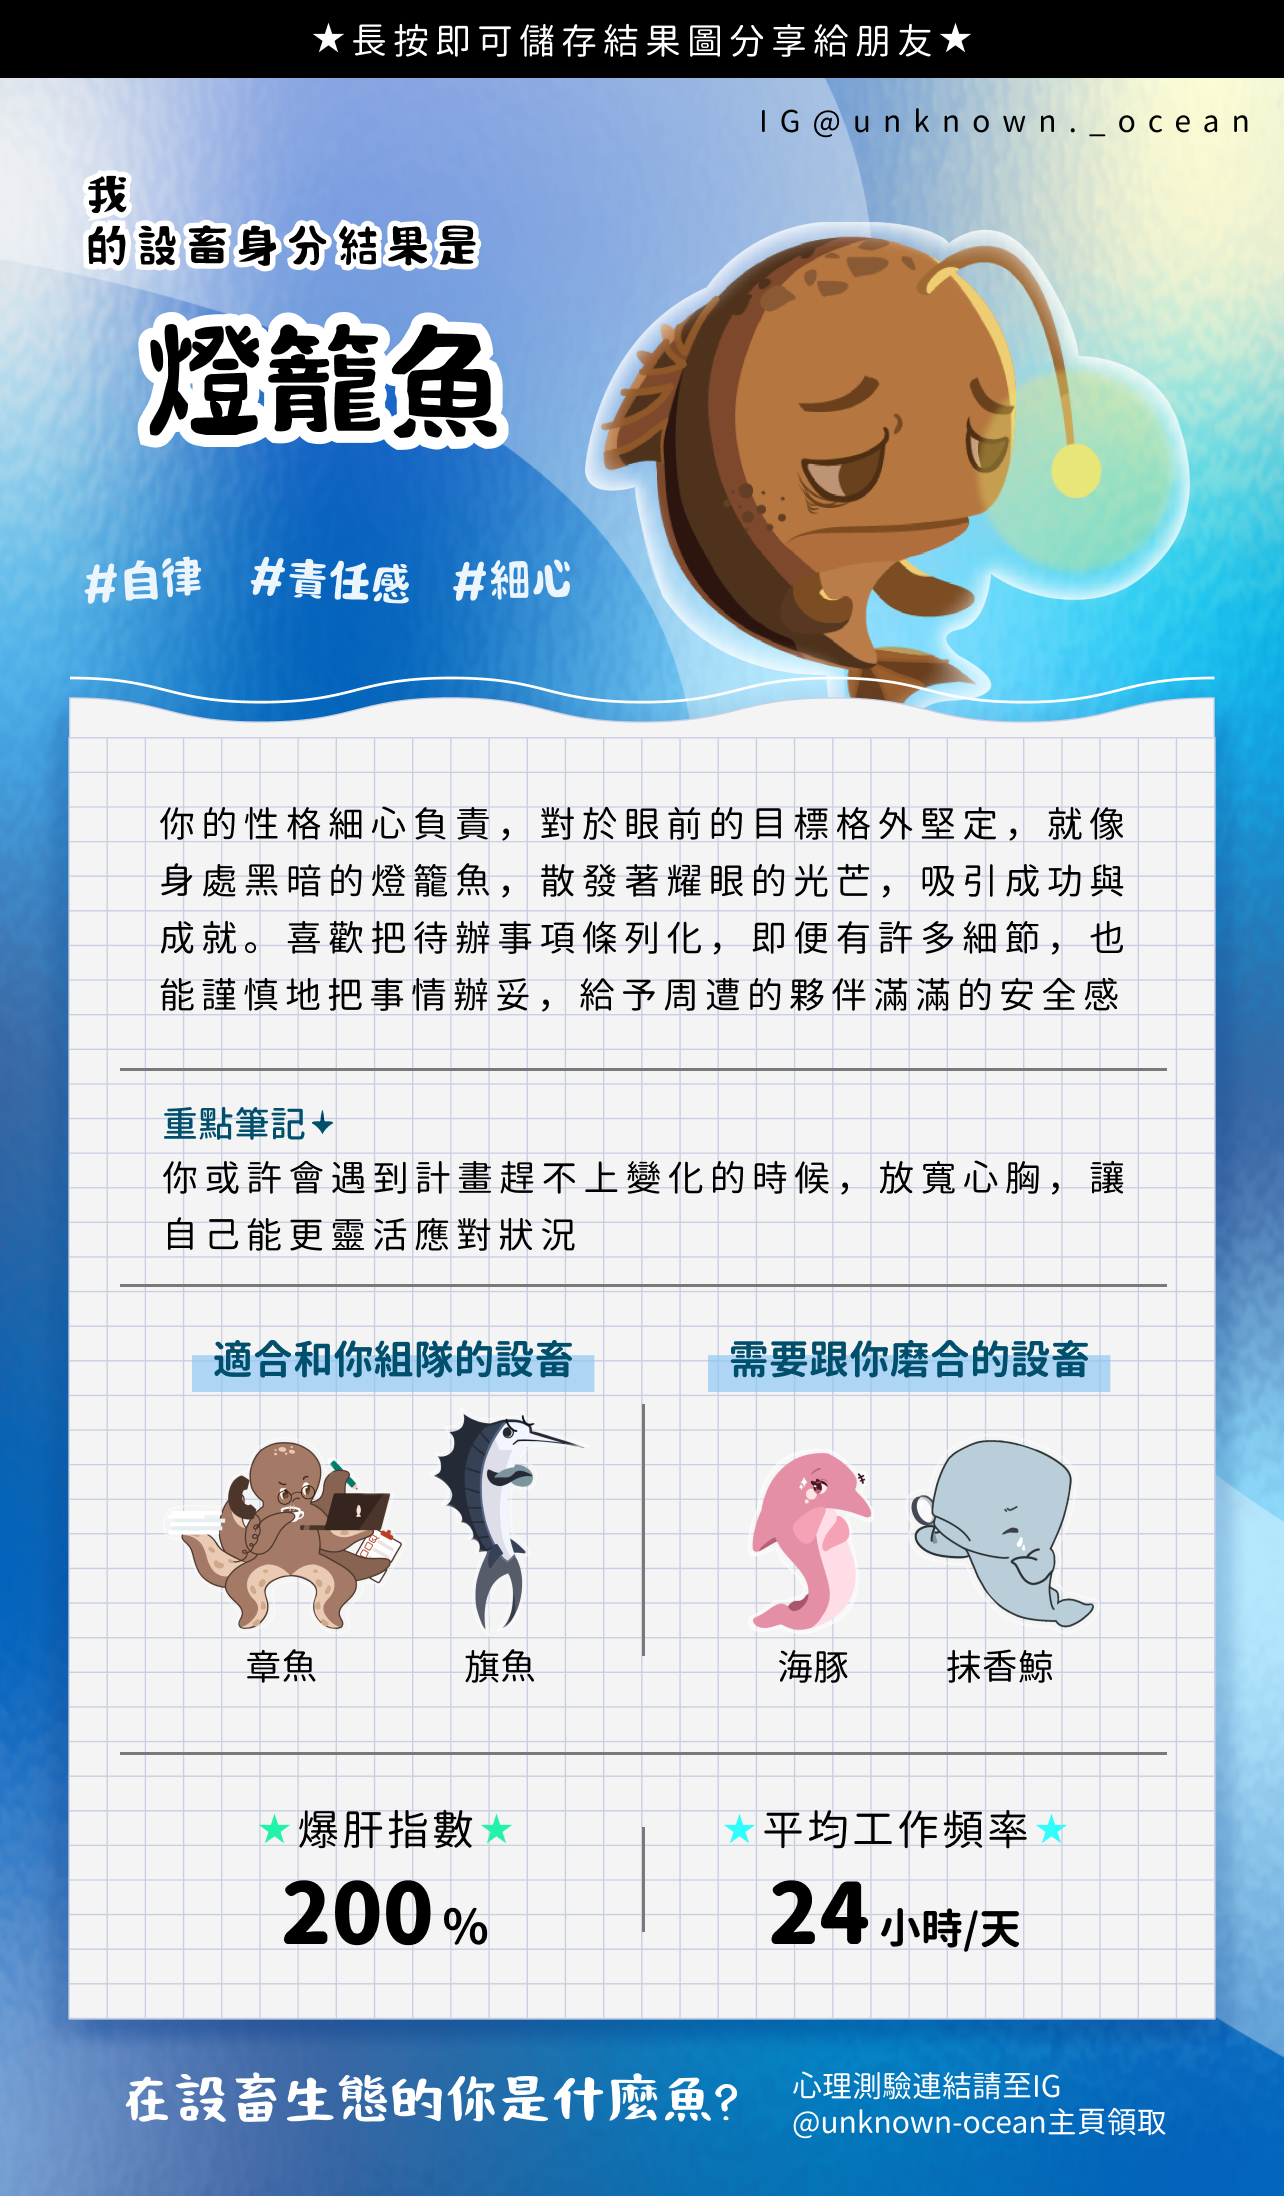 ★長按即可儲存結果圖分享給朋友★
IG@unknown._ocean
我
的設畜身分結果是
燈籠魚
#自律 #責任感 #細心
你的性格細心負責，對於眼前的目標格外堅定，就像
身處黑暗的燈籠魚，散發著耀眼的光芒，吸引成功與
成就。喜歡把待辦事項條列化，即便有許多細節，也
能謹慎地把事情辦妥，給予周遭的夥伴滿滿的安全感
重點筆記✦
你或許會遇到計畫趕不上變化的時候，放寬心胸，讓
自己能更靈活應對狀況
適合和你組隊的設畜
章魚 旗魚
需要跟你磨合的設畜
海豚 抹香鯨
★爆肝指數★
200%
★平均工作頻率★
24小時/天
在設畜生態的你是什麼魚?
心理測驗連結請至IG
@unknown-ocean主頁領取